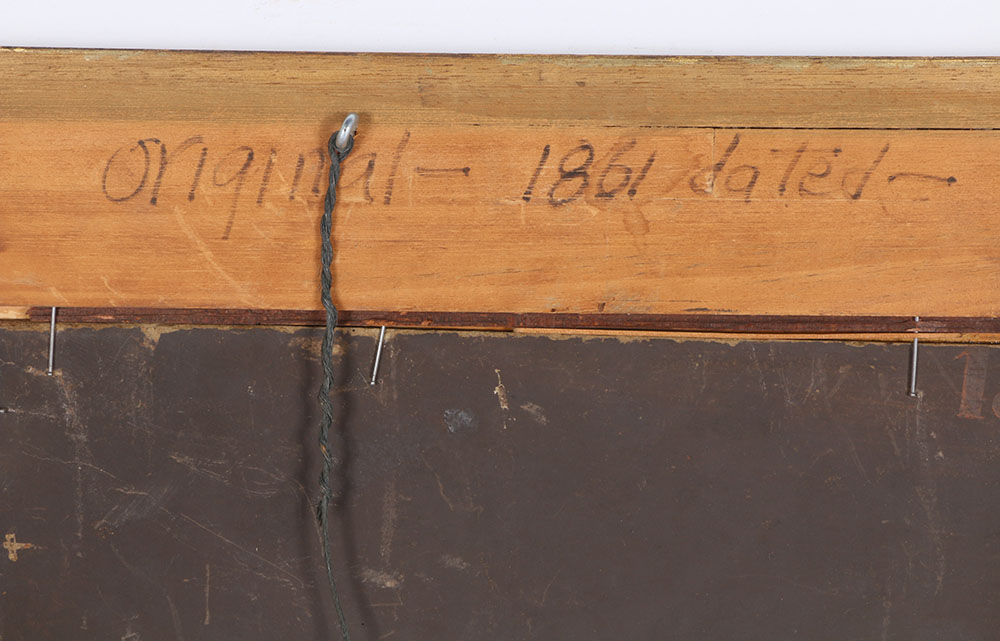 original - 1861 dated -